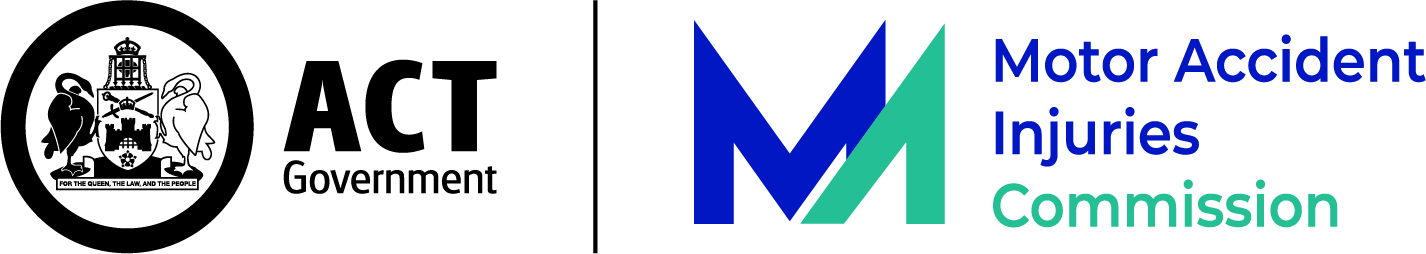 FOR THE QUEEN, THE LAW, AND THE PEOPLE
ACT
Government
Motor Accident
Injuries
Commission